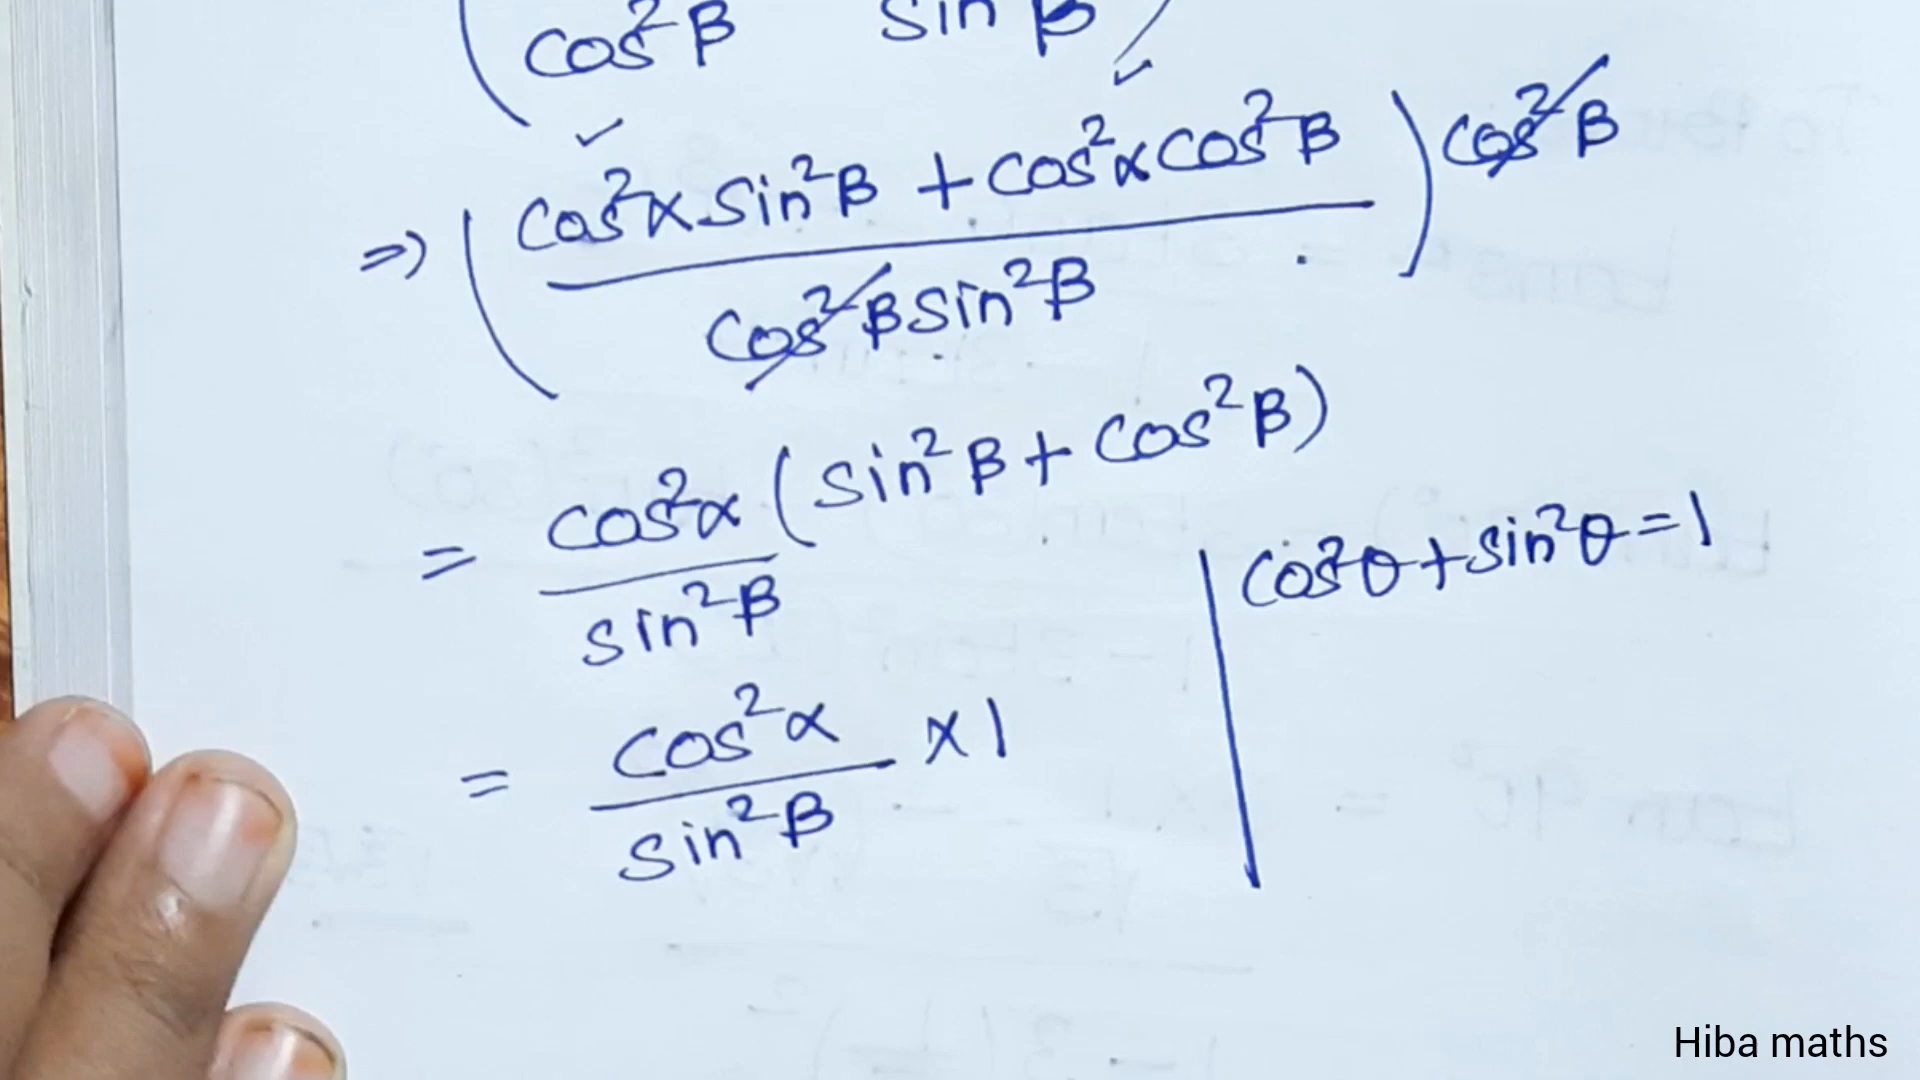 cos²β sin β
=> ( cos²α sin²β + cos²α cos²β / cos²β sin²β ) cos²β
= cos²α / sin²β ( sin²β + cos²β )
cos²θ + sin²θ = 1
= cos²α / sin²β × 1
Hiba maths